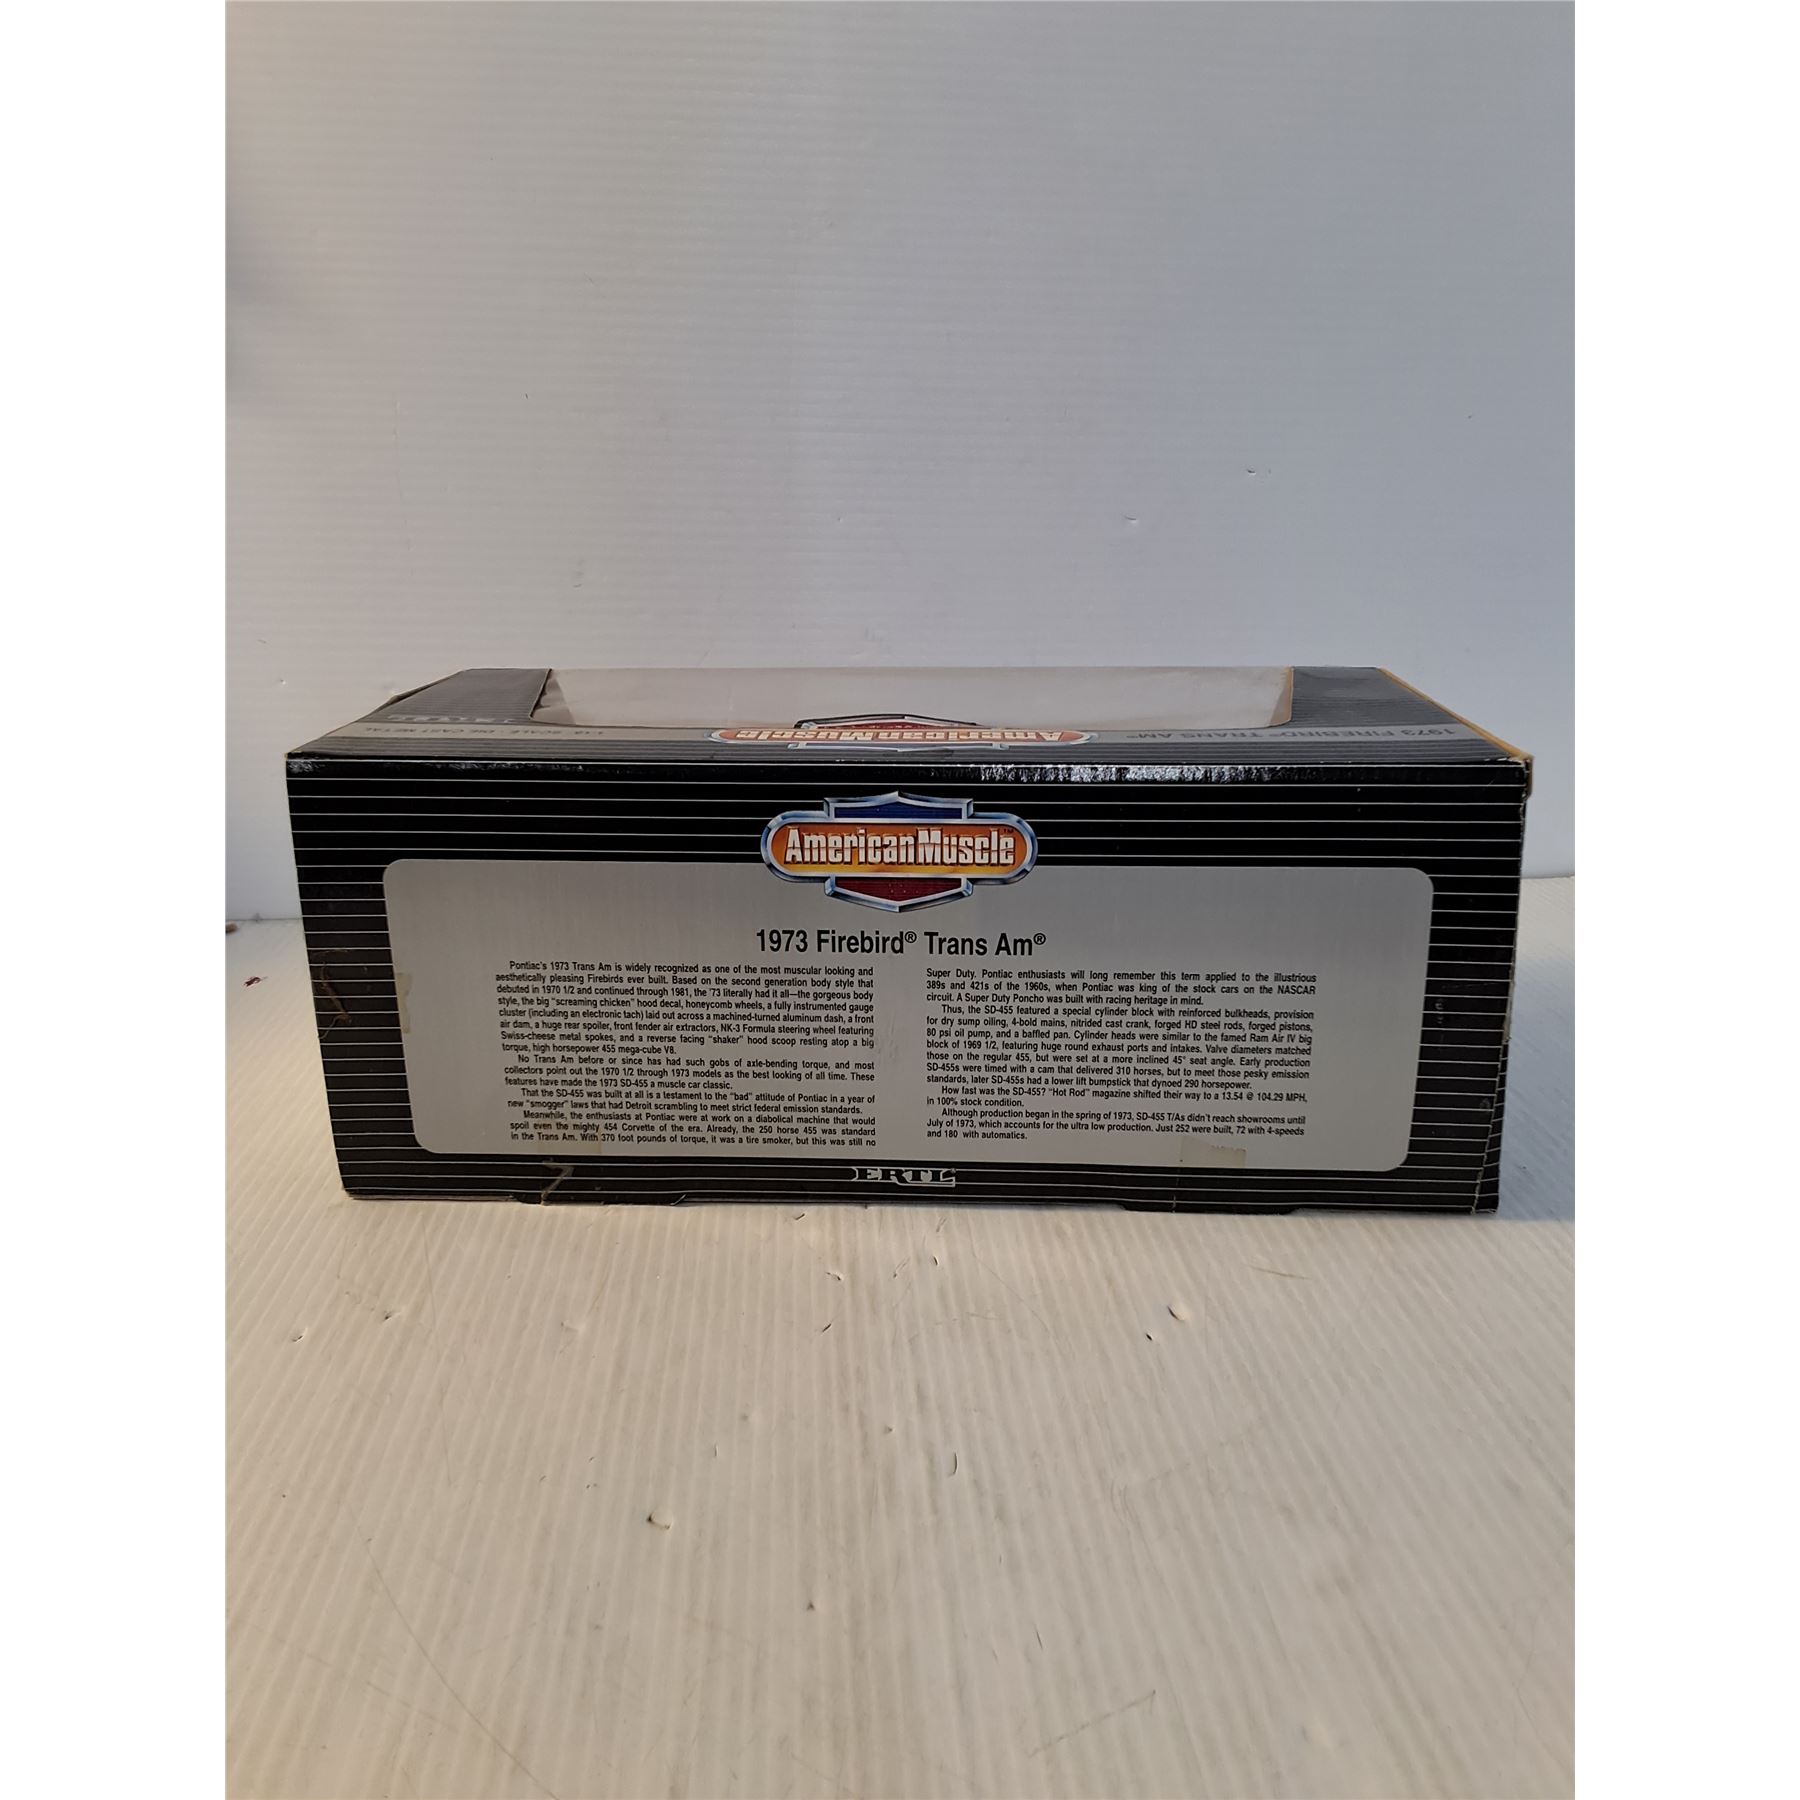 1:18 SCALE · DIE CAST METAL
AmericanMuscle
1973 FIREBIRD® TRANS AM®
AmericanMuscle™
1973 Firebird® Trans Am®
Pontiac's 1973 Trans Am is widely recognized as one of the most muscular looking and
aesthetically pleasing Firebirds ever built. Based on the second generation body style that
debuted in 1970 1/2 and continued through 1981, the '73 literally had it all—the gorgeous body
style, the big "screaming chicken" hood decal, honeycomb wheels, a fully instrumented gauge
cluster (including an electronic tach) laid out across a machined-turned aluminum dash, a front
air dam, a huge rear spoiler, front fender air extractors, NK-3 Formula steering wheel featuring
Swiss-cheese metal spokes, and a reverse facing "shaker" hood scoop resting atop a big
torque, high horsepower 455 mega-cube V8.
No Trans Am before or since has had such gobs of axle-bending torque, and most
collectors point out the 1970 1/2 through 1973 models as the best looking of all time. These
features have made the 1973 SD-455 a muscle car classic.
That the SD-455 was built at all is a testament to the "bad" attitude of Pontiac in a year of
new "smogger" laws that had Detroit scrambling to meet strict federal emission standards.
Meanwhile, the enthusiasts at Pontiac were at work on a diabolical machine that would
spoil even the mighty 454 Corvette of the era. Already, the 250 horse 455 was standard
in the Trans Am. With 370 foot pounds of torque, it was a tire smoker, but this was still no
Super Duty. Pontiac enthusiasts will long remember this term applied to the illustrious
389s and 421s of the 1960s, when Pontiac was king of the stock cars on the NASCAR
circuit. A Super Duty Poncho was built with racing heritage in mind.
Thus, the SD-455 featured a special cylinder block with reinforced bulkheads, provision
for dry sump oiling, 4-bold mains, nitrided cast crank, forged HD steel rods, forged pistons,
80 psi oil pump, and a baffled pan. Cylinder heads were similar to the famed Ram Air IV big
block of 1969 1/2, featuring huge round exhaust ports and intakes. Valve diameters matched
those on the regular 455, but were set at a more inclined 45° seat angle. Early production
SD-455s were timed with a cam that delivered 310 horses, but to meet those pesky emission
standards, later SD-455s had a lower lift bumpstick that dynoed 290 horsepower.
How fast was the SD-455? "Hot Rod" magazine shifted their way to a 13.54 @ 104.29 MPH,
in 100% stock condition.
Although production began in the spring of 1973, SD-455 T/As didn't reach showrooms until
July of 1973, which accounts for the ultra low production. Just 252 were built, 72 with 4-speeds
and 180 with automatics.
ERTL®